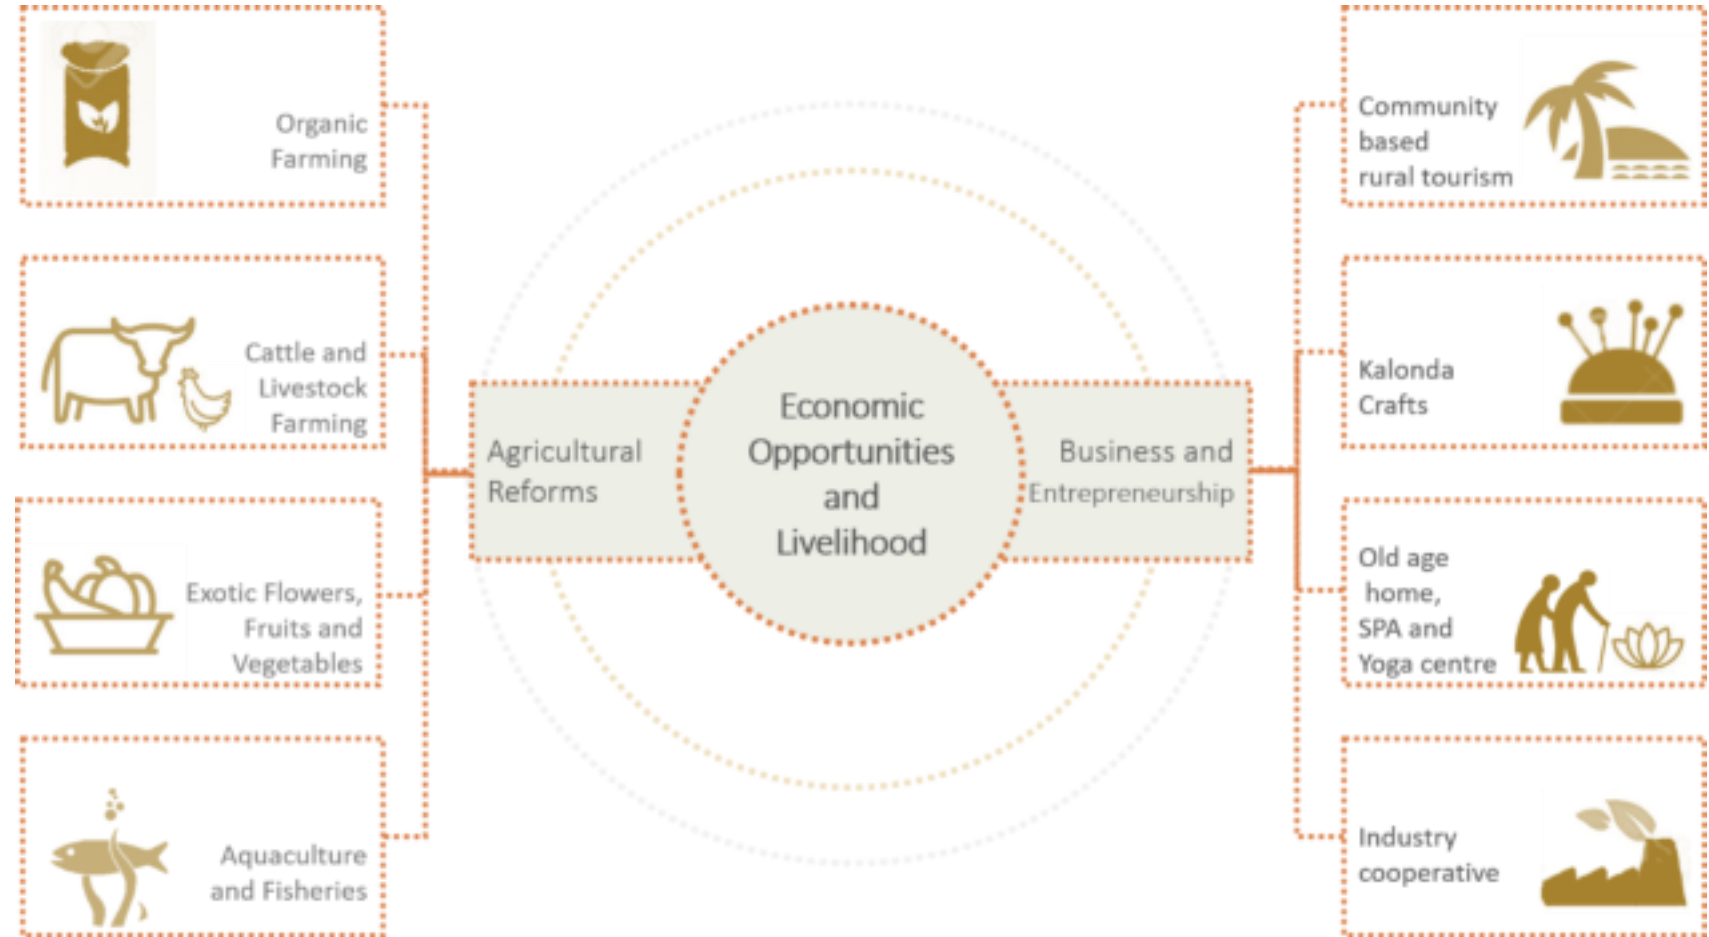 Organic
Farming
Cattle and
Livestock
Farming
Exotic Flowers,
Fruits and
Vegetables
Aquaculture
and Fisheries
Agricultural
Reforms
Economic
Opportunities
and
Livelihood
Business and
Entrepreneurship
Community
based
rural tourism
Kalonda
Crafts
Old age
home,
SPA and
Yoga centre
Industry
cooperative